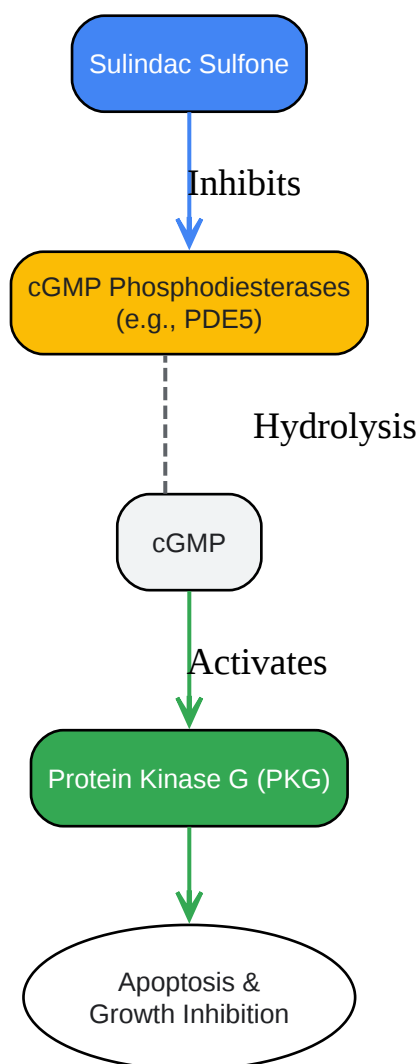 Sulindac Sulfone
Inhibits
cGMP Phosphodiesterases
(e.g., PDE5)
Hydrolysis
cGMP
Activates
Protein Kinase G (PKG)
Apoptosis &
Growth Inhibition